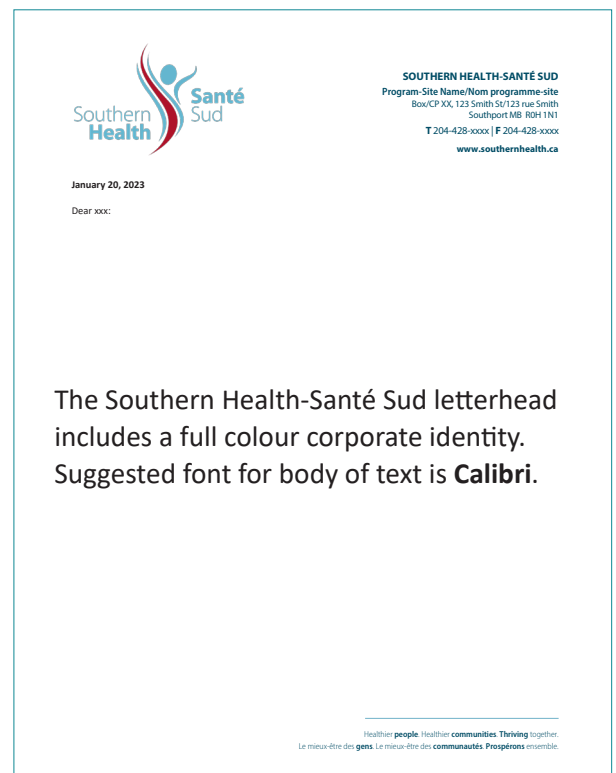 Southern
Health
Santé
Sud
SOUTHERN HEALTH-SANTÉ SUD
Program-Site Name/Nom programme-site
Box/CP XX, 123 Smith St/123 rue Smith
Southport MB R0H 1N1
T 204-428-xxxx | F 204-428-xxxx
www.southernhealth.ca
January 20, 2023
Dear xxx:
The Southern Health-Santé Sud letterhead
includes a full colour corporate identity.
Suggested font for body of text is Calibri.
Healthier people. Healthier communities. Thriving together.
Le mieux-être des gens. Le mieux-être des communautés. Prospérons ensemble.